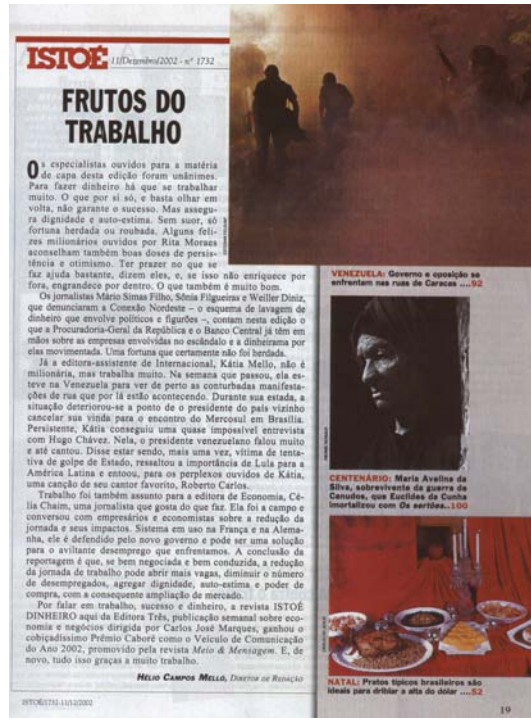 ISTOÉ 11/Dezembro/2002 - nº 1732
FRUTOS DO
TRABALHO
Os especialistas ouvidos para a matéria
de capa desta edição foram unânimes.
Para fazer dinheiro há que se trabalhar
muito. O que por si só, e basta olhar em
volta, não garante o sucesso. Mas assegu-
ra dignidade e auto-estima. Sem suor, só
fortuna herdada ou roubada. Alguns feli-
zes milionários ouvidos por Rita Moraes
aconselham também boas doses de persis-
tência e otimismo. Ter prazer no que se
faz ajuda bastante, dizem eles, e, se isso não enriquece por
fora, engrandece por dentro. O que também é muito bom.
Os jornalistas Mário Simas Filho, Sônia Filgueiras e Weiller Diniz,
que denunciaram a Conexão Nordeste – o esquema de lavagem de
dinheiro que envolve políticos e figurões –, contam nesta edição o
que a Procuradoria-Geral da República e o Banco Central já têm em
mãos sobre as empresas envolvidas no escândalo e a dinheirama por
elas movimentada. Uma fortuna que certamente não foi herdada.
Já a editora-assistente de Internacional, Kátia Mello, não é
milionária, mas trabalha muito. Na semana que passou, ela es-
teve na Venezuela para ver de perto as conturbadas manifesta-
ções de rua que por lá estão acontecendo. Durante sua estada, a
situação deteriorou-se a ponto de o presidente do país vizinho
cancelar sua vinda para o encontro do Mercosul em Brasília.
Persistente, Kátia conseguiu uma quase impossível entrevista
com Hugo Chávez. Nela, o presidente venezuelano falou muito
e até cantou. Disse estar sendo, mais uma vez, vítima de tenta-
tiva de golpe de Estado, ressaltou a importância de Lula para a
América Latina e entoou, para os perplexos ouvidos de Kátia,
uma canção de seu cantor favorito, Roberto Carlos.
Trabalho foi também assunto para a editora de Economia, Cé-
lia Chaim, uma jornalista que gosta do que faz. Ela foi a campo e
conversou com empresários e economistas sobre a redução da
jornada e seus impactos. Sistema em uso na França e na Alema-
nha, ele é defendido pelo novo governo e pode ser uma solução
para o aviltante desemprego que enfrentamos. A conclusão da
reportagem é que, se bem negociada e bem conduzida, a redução
da jornada de trabalho pode abrir mais vagas, diminuir o número
de desempregados, agregar dignidade, auto-estima e poder de
compra, com a consequente ampliação de mercado.
Por falar em trabalho, sucesso e dinheiro, a revista ISTOÉ
DINHEIRO aqui da Editora Três, publicação semanal sobre eco-
nomia e negócios dirigida por Carlos José Marques, ganhou o
cobiçadíssimo Prêmio Caboré como o Veículo de Comunicação
do Ano 2002, promovido pela revista Meio & Mensagem. E, de
novo, tudo isso graças a muito trabalho.
HÉLIO CAMPOS MELLO, DIRETOR DE REDAÇÃO
ISTOÉ/1732-11/12/2002
VENEZUELA: Governo e oposição se
enfrentam nas ruas de Caracas ....92
CENTENÁRIO: Maria Avelina da
Silva, sobrevivente da guerra de
Canudos, que Euclides da Cunha
imortalizou com Os sertões..100
NATAL: Pratos típicos brasileiros são
ideais para driblar a alta do dólar ....52
19